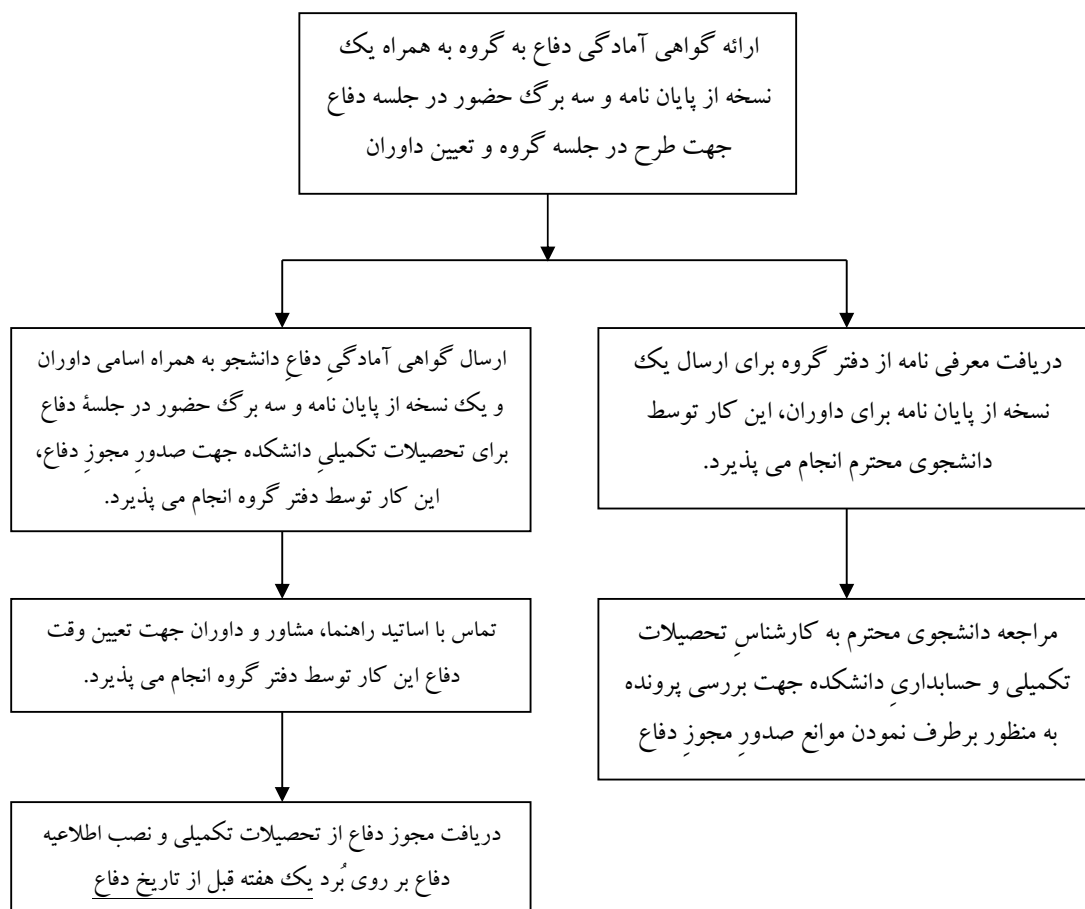 ارائه گواهی آمادگی دفاع به گروه به همراه یک
نسخه از پایان نامه و سه برگ حضور در جلسه دفاع
جهت طرح در جلسه گروه و تعیین داوران
دریافت معرفی نامه از دفتر گروه برای ارسال یک
نسخه از پایان نامه برای داوران، این کار توسط
دانشجوی محترم انجام می پذیرد.
مراجعه دانشجوی محترم به کارشناسِ تحصیلات
تکمیلی و حسابداریِ دانشکده جهت بررسی پرونده
به منظور برطرف نمودن موانع صدورِ مجوزِ دفاع
ارسال گواهی آمادگیِ دفاعِ دانشجو به همراه اسامی داوران
و یک نسخه از پایان نامه و سه برگ حضور در جلسۀ دفاع
برای تحصیلات تکمیلیِ دانشکده جهت صدورِ مجوزِ دفاع،
این کار توسط دفتر گروه انجام می پذیرد.
تماس با اساتید راهنما، مشاور و داوران جهت تعیین وقت
دفاع این کار توسط دفتر گروه انجام می پذیرد.
دریافت مجوز دفاع از تحصیلات تکمیلی و نصب اطلاعیه
دفاع بر روی بُرد یک هفته قبل از تاریخ دفاع